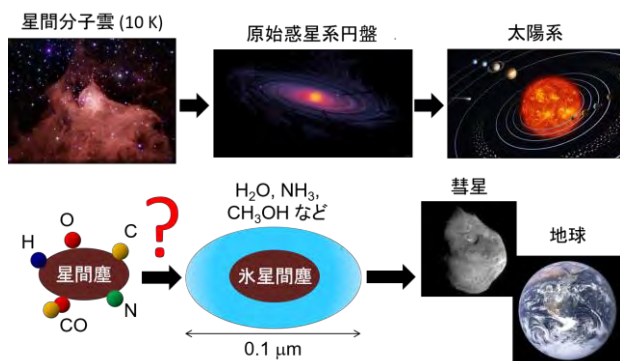 星間分子雲 (10 K)
原始惑星系円盤
太陽系
H₂O, NH₃,
CH₃OH など
彗星
地球
O
C
H
?
星間塵
氷星間塵
N
CO
0.1 μm